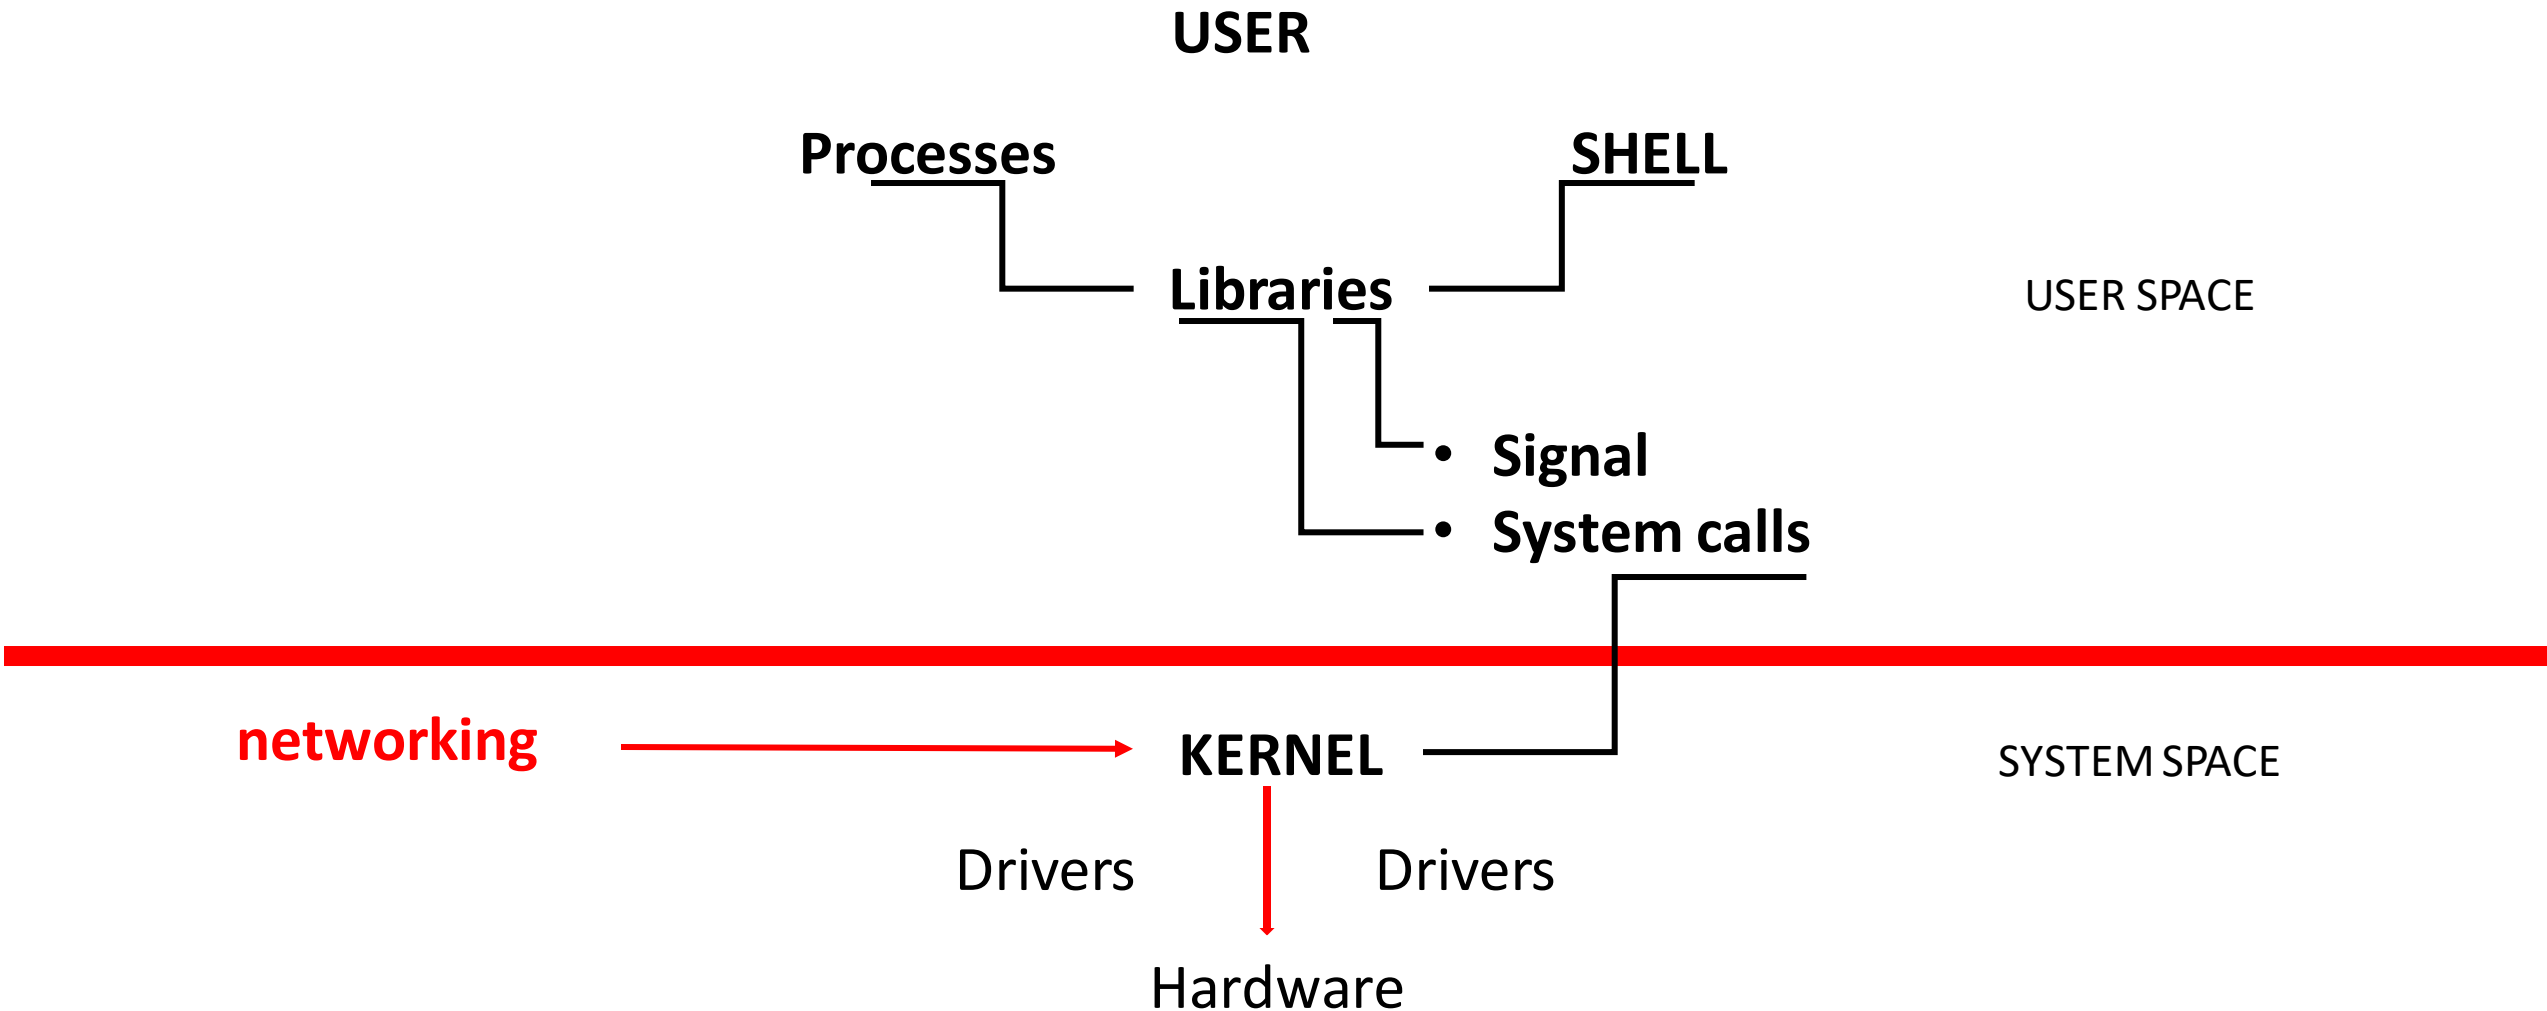 USER
Processes
SHELL
Libraries
USER SPACE
• Signal
• System calls
networking
KERNEL
SYSTEM SPACE
Drivers
Drivers
Hardware